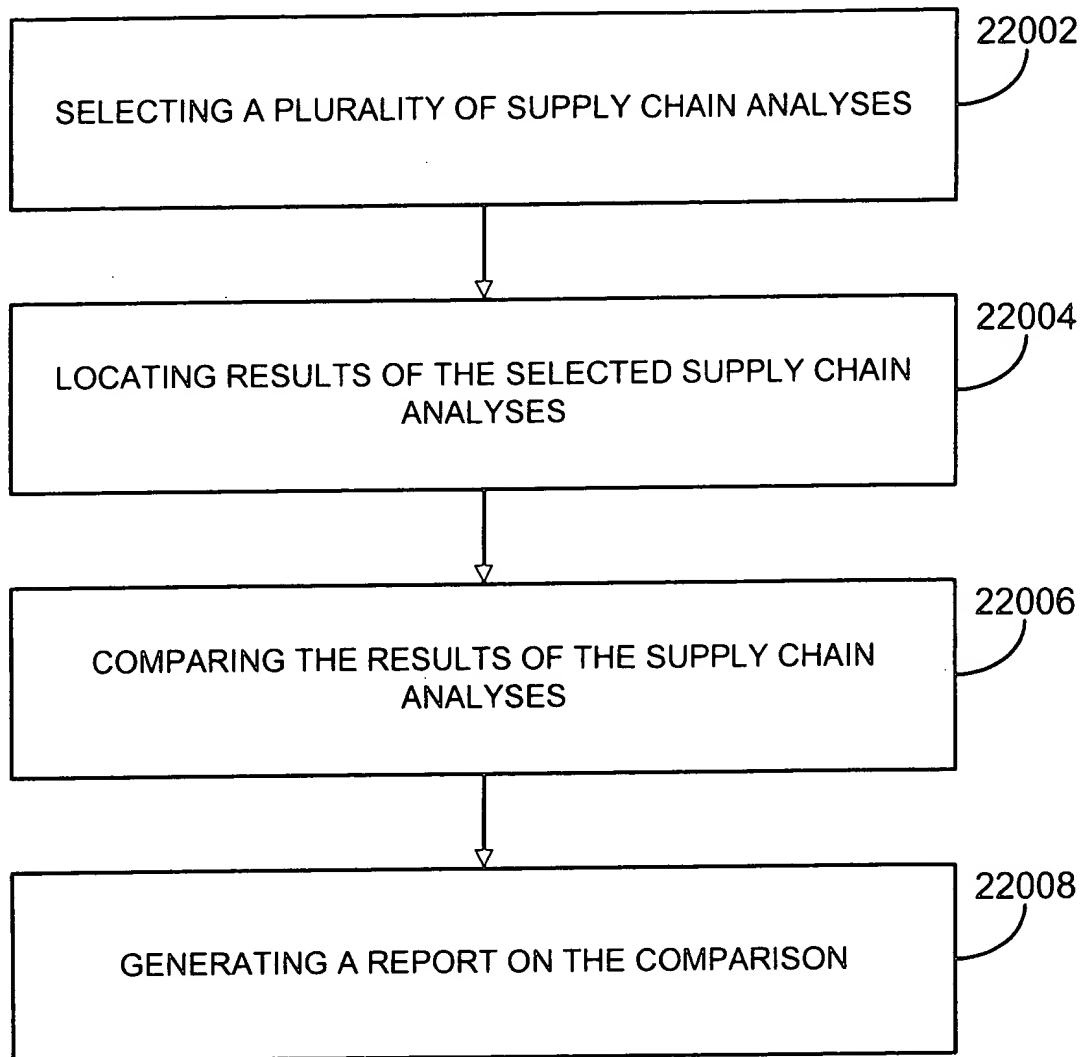 22002
SELECTING A PLURALITY OF SUPPLY CHAIN ANALYSES
22004
LOCATING RESULTS OF THE SELECTED SUPPLY CHAIN
ANALYSES
22006
COMPARING THE RESULTS OF THE SUPPLY CHAIN
ANALYSES
22008
GENERATING A REPORT ON THE COMPARISON